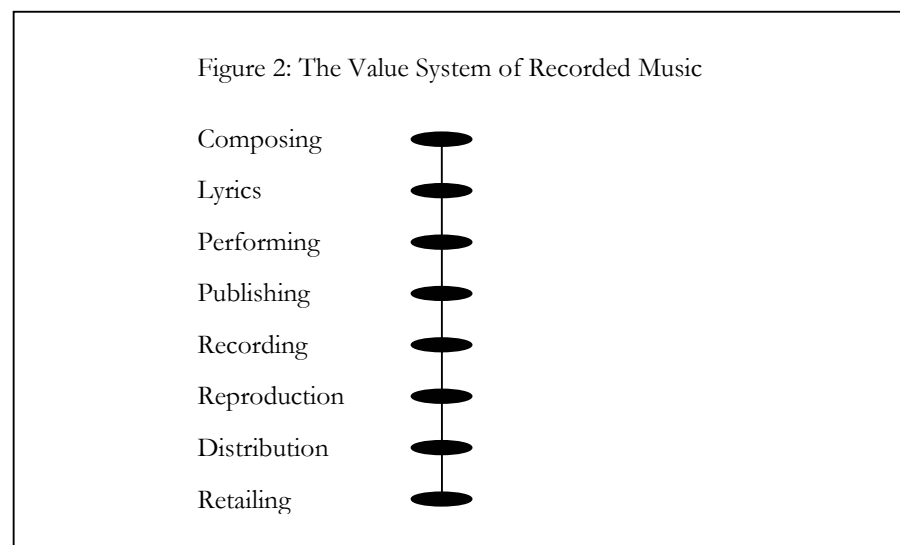 Figure 2: The Value System of Recorded Music
Composing
Lyrics
Performing
Publishing
Recording
Reproduction
Distribution
Retailing